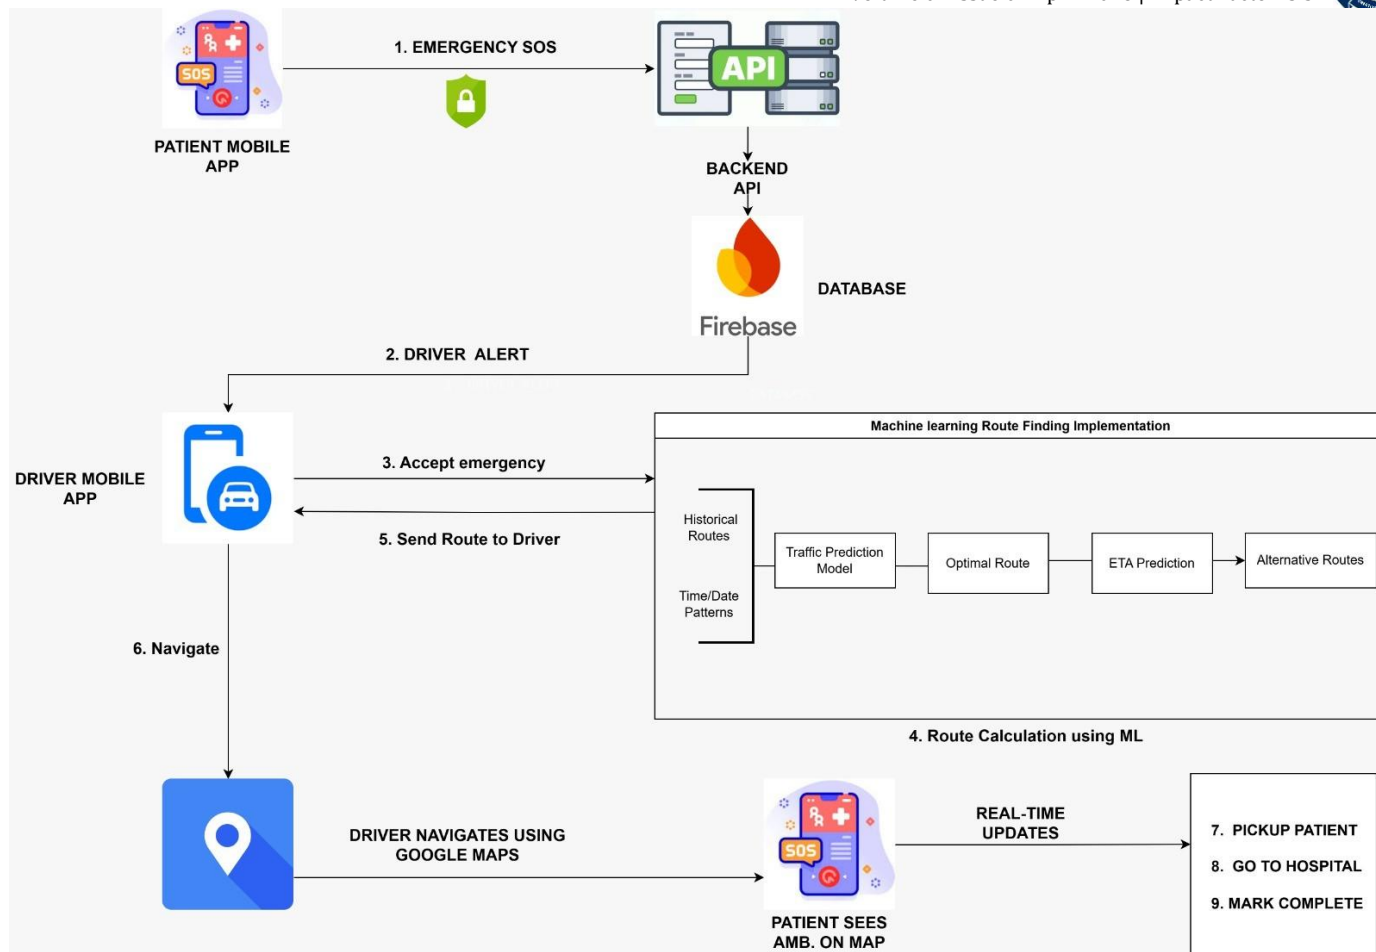 1. EMERGENCY SOS
SOS
API
PATIENT MOBILE
APP
BACKEND
API
Firebase
DATABASE
2. DRIVER ALERT
DRIVER MOBILE
APP
3. Accept emergency
5. Send Route to Driver
Machine learning Route Finding Implementation
Historical
Routes
Time/Date
Patterns
Traffic Prediction
Model
Optimal Route
ETA Prediction
Alternative Routes
4. Route Calculation using ML
6. Navigate
DRIVER NAVIGATES USING
GOOGLE MAPS
SOS
PATIENT SEES
AMB. ON MAP
REAL-TIME
UPDATES
7. PICKUP PATIENT
8. GO TO HOSPITAL
9. MARK COMPLETE